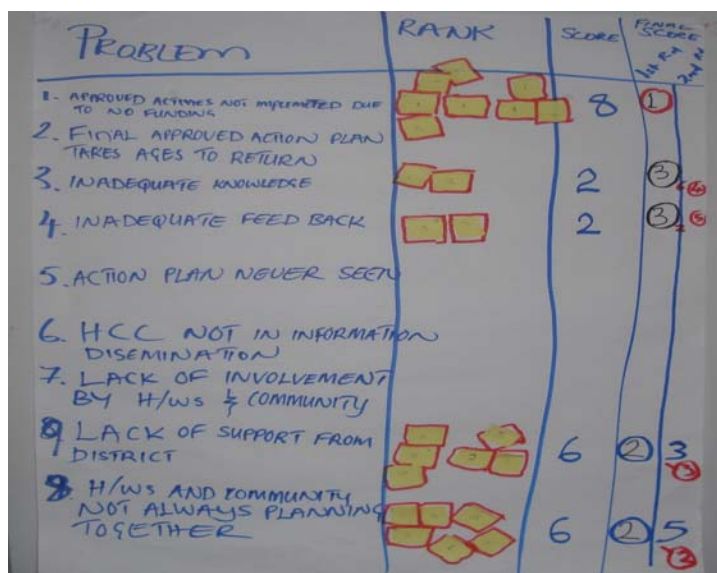 PROBLEM RANK SCORE FINAL SCORE
1st Rd 2nd Rd
1. APPROVED ACTIVIES NOT IMPLEMETED DUE
TO NO FUNDING 8 1
2. FINAL APPROVED ACTION PLAN
TAKES AGES TO RETURN
3. INADEQUATE KNOWLEDGE 2 3
4. INADEQUATE FEED BACK 2 3
5. ACTION PLAN NEVER SEEN
6. HCC NOT IN INFORMATION
DISEMINATION
7. LACK OF INVOLVEMENT
BY H/WS & COMMUNITY
9 LACK OF SUPPORT FROM
DISTRICT 6 2 3
8. H/WS AND COMMUNITY
NOT ALWAYS PLANNING
TOGETHER 6 2 5